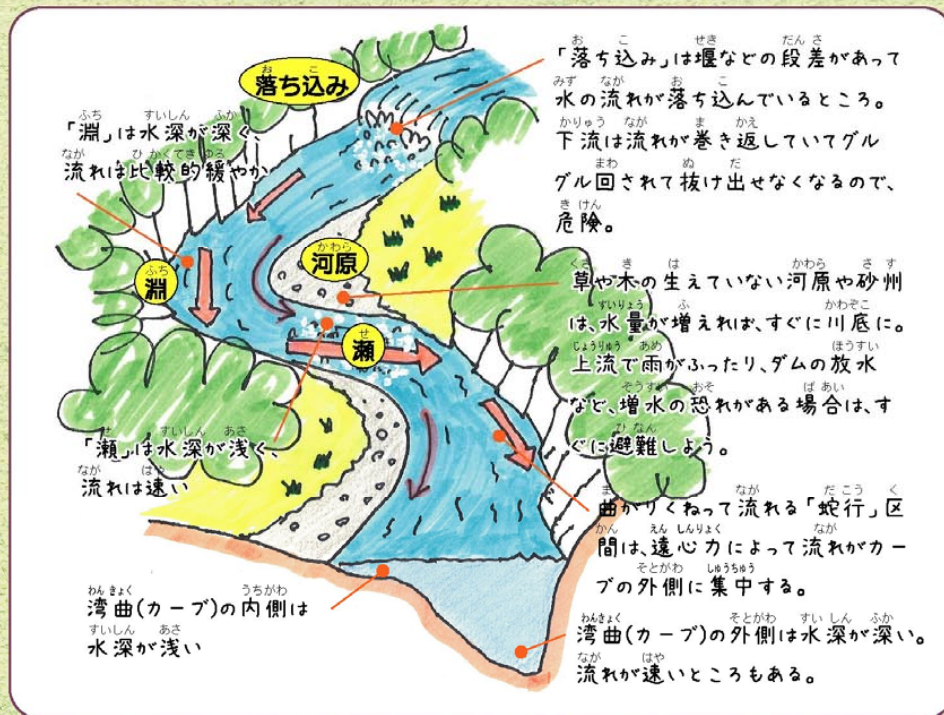 落ち込み
「落ち込み」は堰などの段差があって
水の流れが落ち込んでいるところ。
下流は流れが巻き返していてグル
グル回されて抜け出せなくなるので、
危険。
「淵」は水深が深く、
流れは比較的緩やか
淵
河原
草や木の生えていない河原や砂州
は、水量が増えれば、すぐに川底に。
上流で雨がふったり、ダムの放水
など、増水の恐れがある場合は、す
ぐに避難しよう。
瀬
「瀬」は水深が浅く、
流れは速い
曲がりくねって流れる「蛇行」区
間は、遠心力によって流れがカー
ブの外側に集中する。
湾曲(カーブ)の内側は
水深が浅い
湾曲(カーブ)の外側は水深が深い。
流れが速いところもある。